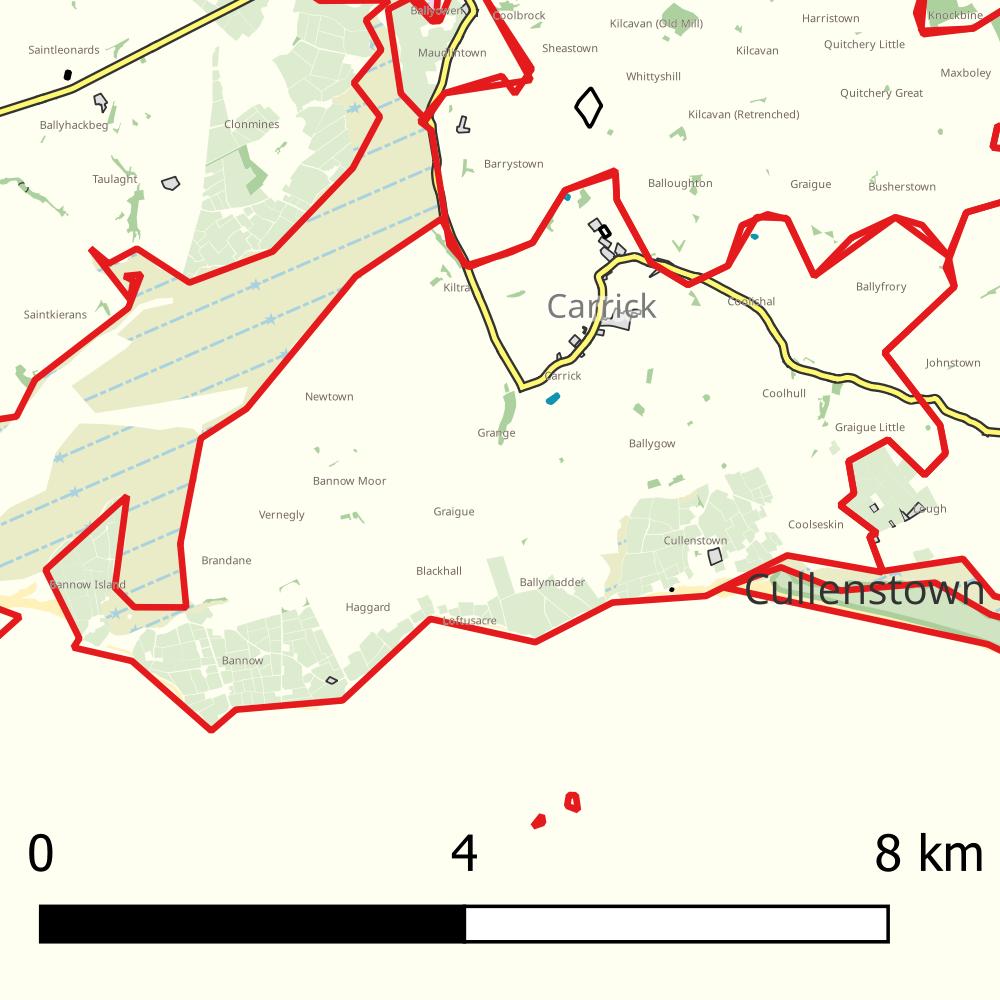 Ballyowen
Coolbrock
Kilcavan (Old Mill)
Harristown
Knockbine
Saintleonards
Maudlintown
Sheastown
Kilcavan
Quitchery Little
Whittyshill
Maxboley
Quitchery Great
Ballyhackbeg
Clonmines
Kilcavan (Retrenched)
Barrystown
Taulaght
Balloughton
Graigue
Busherstown
Kiltra
Ballyfrory
Saintkierans
Carrick
Coolishal
Carrick
Johnstown
Newtown
Coolhull
Grange
Ballygow
Graigue Little
Bannow Moor
Vernegly
Graigue
Lough
Coolseskin
Cullenstown
Brandane
Blackhall
Ballymadder
Bannow Island
Cullenstown
Haggard
Loftusacre
Bannow
0 4 8 km